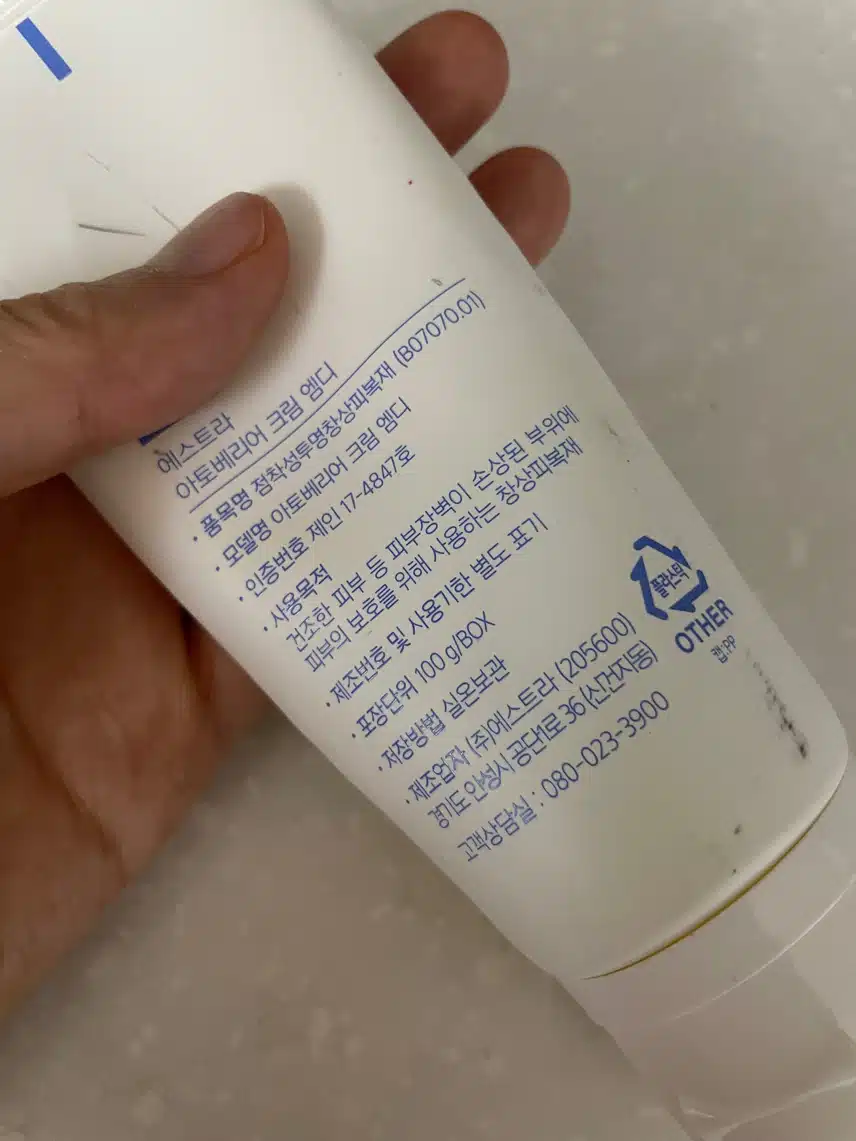 에스트라
아토베리어 크림 엠디
· 품목명 점착성투명창상피복재 (B07070.01)
· 모델명 아토베리어 크림 엠디
· 인증번호 제인 17-4847호
· 사용목적
건조한 피부 등 피부장벽이 손상된 부위에
피부의 보호를 위해 사용하는 창상피복재
· 제조번호 및 사용기한 별도 표기
· 포장단위 100 g/BOX
· 저장방법 실온보관
· 제조업자 (주)에스트라 (205600)
경기도 안성시 공단로 36 (신건지동)
고객상담실 : 080-023-3900
플라스틱
OTHER
캡:PP